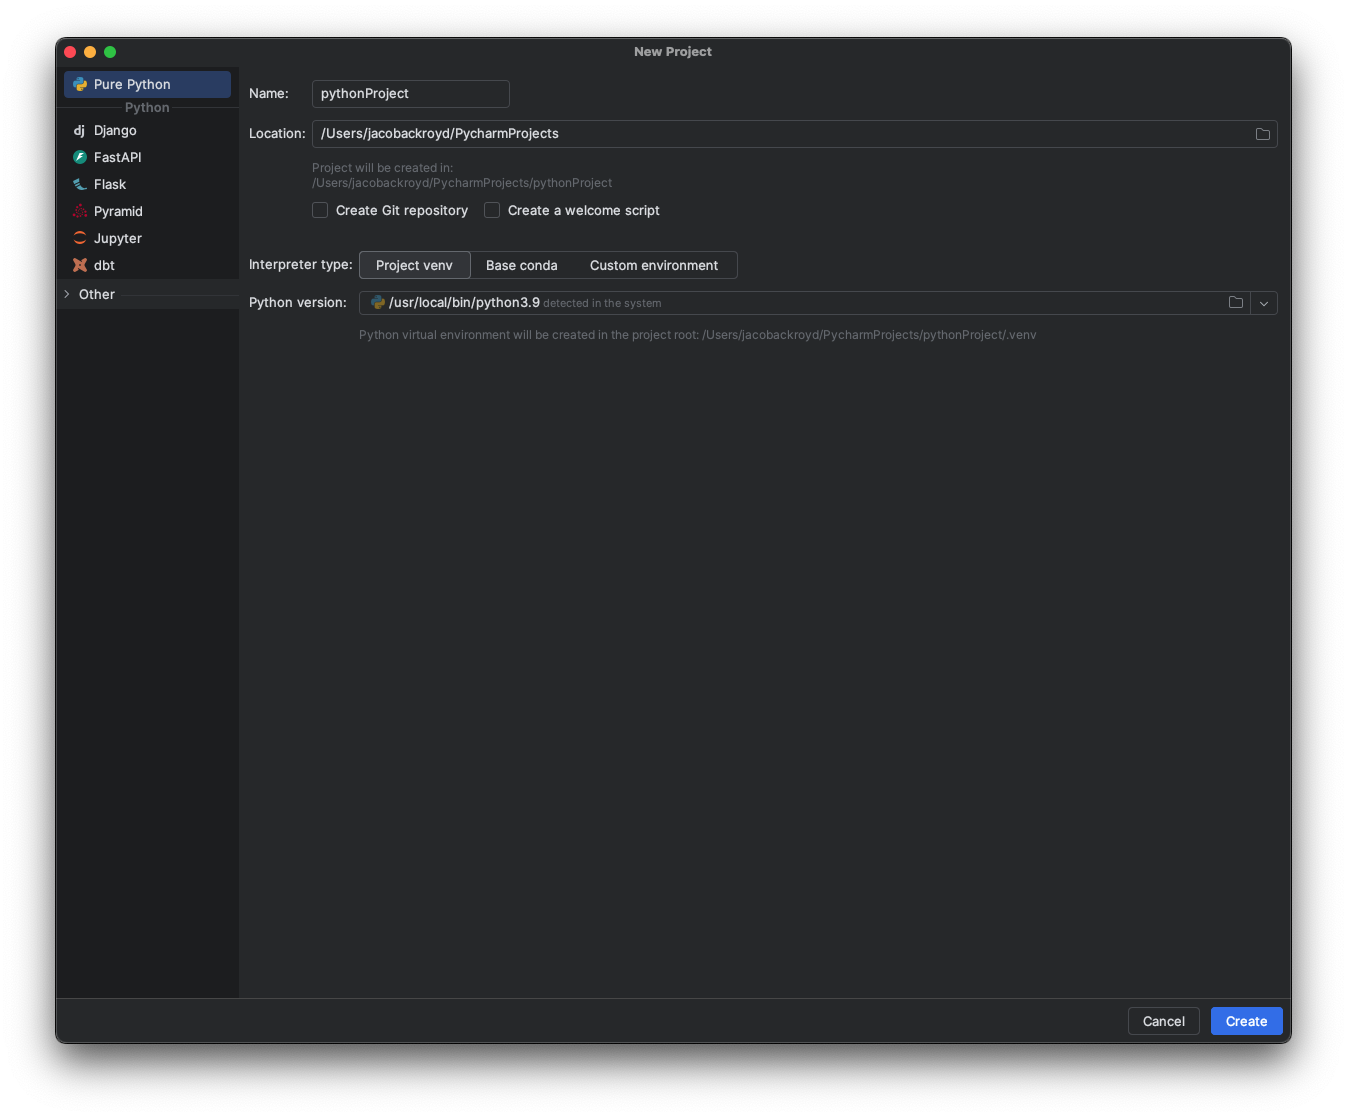 New Project
Pure Python
Python
dj Django
FastAPI
Flask
Pyramid
Jupyter
dbt
Other
Name: pythonProject
Location: /Users/jacobackroyd/PycharmProjects
Project will be created in:
/Users/jacobackroyd/PycharmProjects/pythonProject
Create Git repository Create a welcome script
Interpreter type: Project venv Base conda Custom environment
Python version: /usr/local/bin/python3.9 detected in the system
Python virtual environment will be created in the project root: /Users/jacobackroyd/PycharmProjects/pythonProject/.venv
Cancel Create